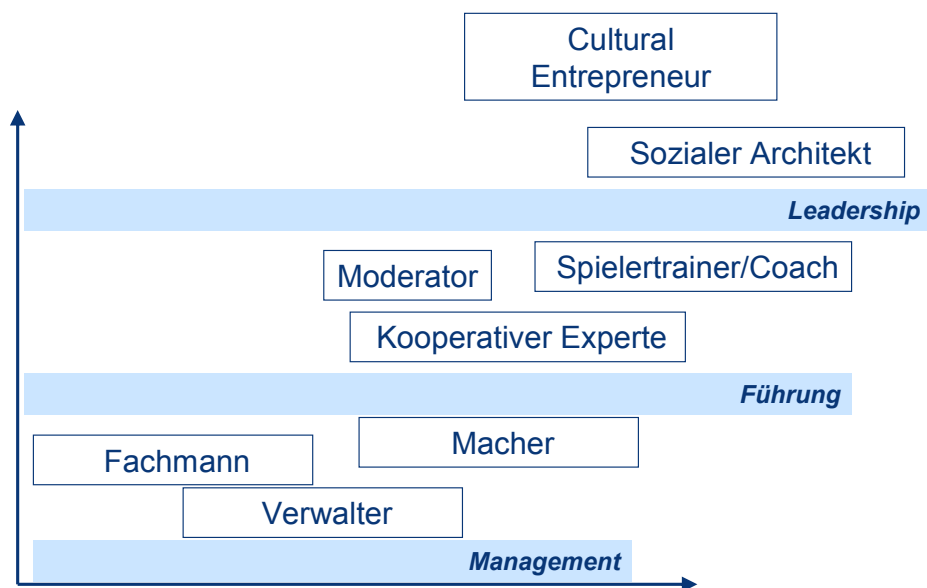 Cultural
Entrepreneur
Sozialer Architekt
Leadership
Moderator
Spielertrainer/Coach
Kooperativer Experte
Führung
Macher
Fachmann
Verwalter
Management